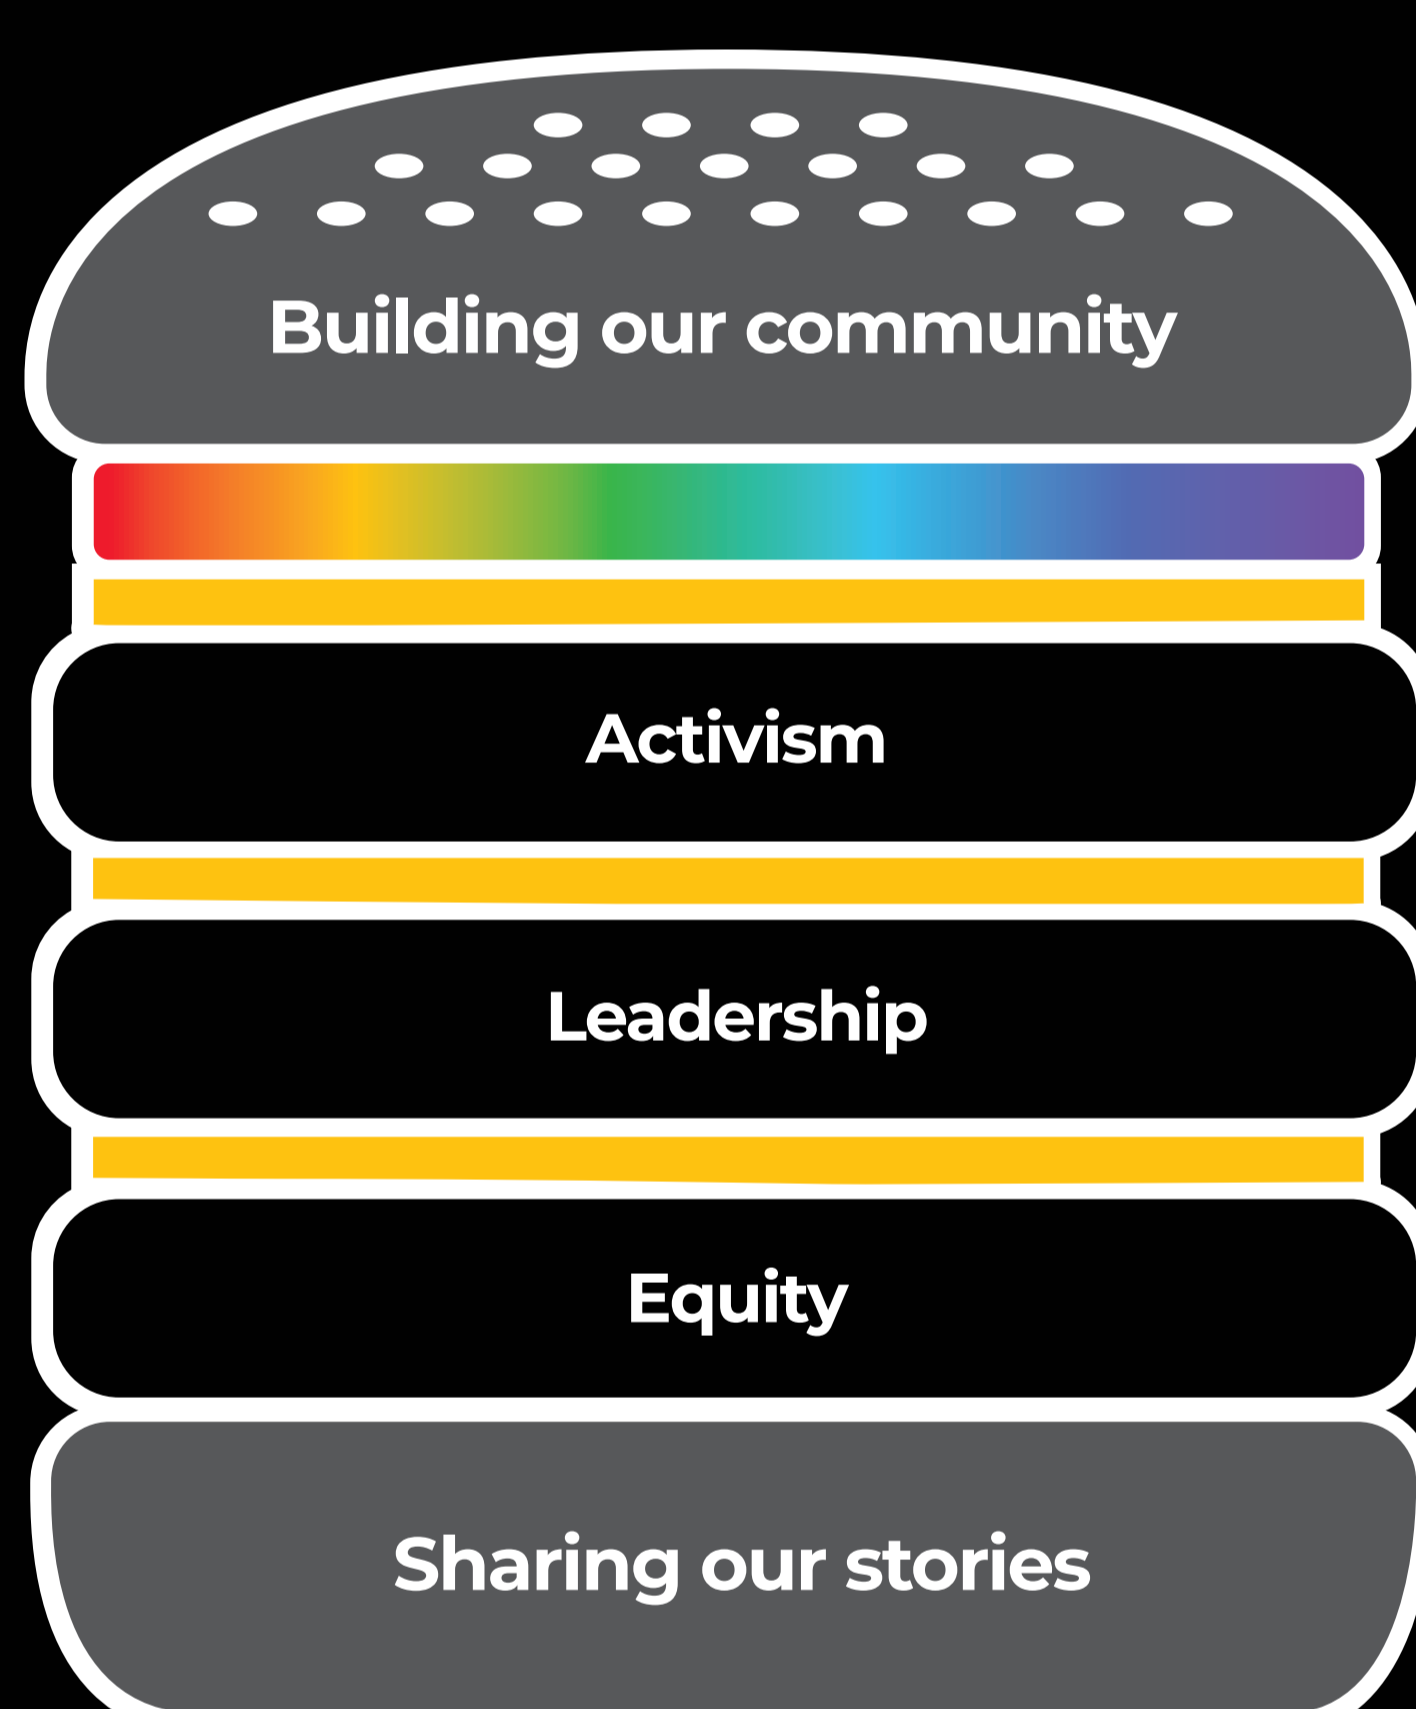 Building our community
Activism
Leadership
Equity
Sharing our stories